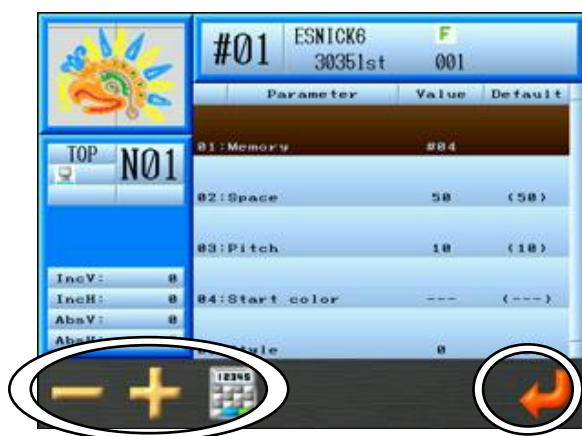 #01 ESNICK6 F
30351st 001
Parameter Value Default
TOP N01
01:Memory #04
02:Space 50 (50)
03:Pitch 10 (10)
IncV: 0
IncH: 0
04:Start color --- (---)
AbsV: 0
0
12345